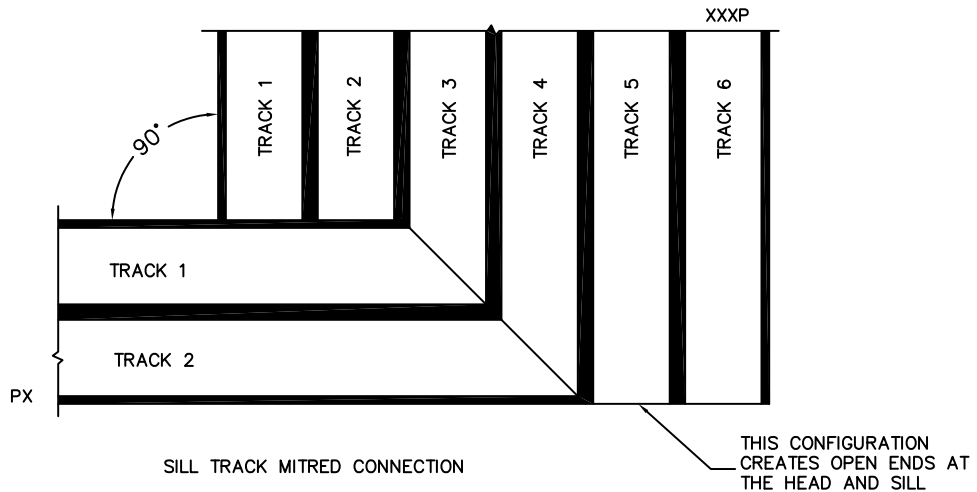 XXXP
TRACK 1
TRACK 2
TRACK 3
TRACK 4
TRACK 5
TRACK 6
90°
TRACK 1
TRACK 2
PX
SILL TRACK MITRED CONNECTION
THIS CONFIGURATION
CREATES OPEN ENDS AT
THE HEAD AND SILL